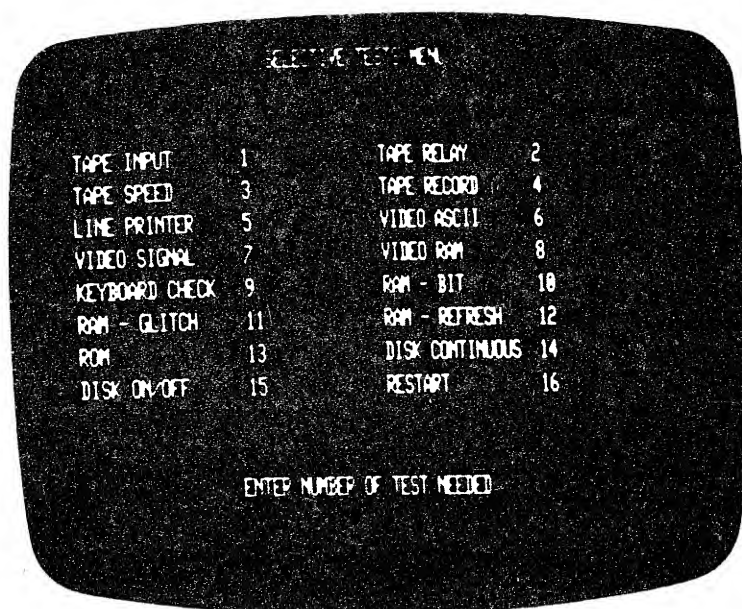 SELECTIVE TESTS MENU
TAPE INPUT 1 TAPE RELAY 2
TAPE SPEED 3 TAPE RECORD 4
LINE PRINTER 5 VIDEO ASCII 6
VIDEO SIGNAL 7 VIDEO RAM 8
KEYBOARD CHECK 9 RAM - BIT 10
RAM - GLITCH 11 RAM - REFRESH 12
ROM 13 DISK CONTINUOUS 14
DISK ON/OFF 15 RESTART 16
ENTER NUMBER OF TEST NEEDED